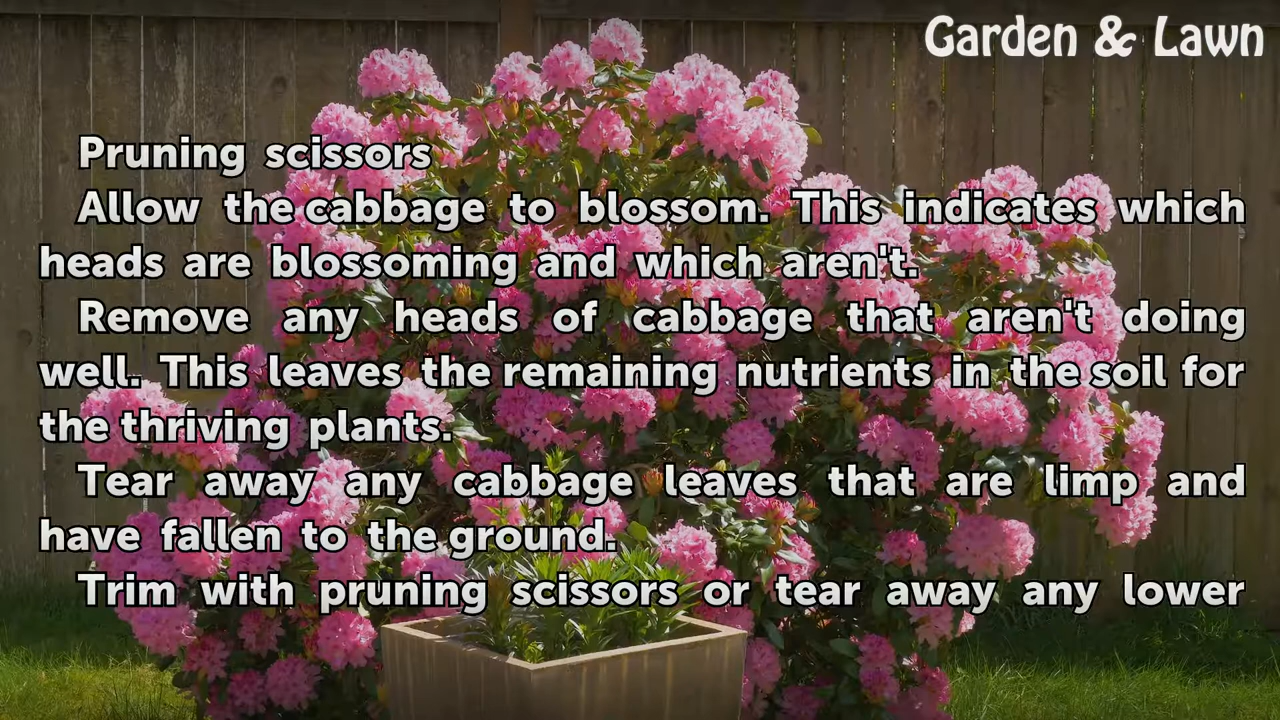 Garden & Lawn
Pruning scissors
Allow the cabbage to blossom. This indicates which
heads are blossoming and which aren't.
Remove any heads of cabbage that aren't doing
well. This leaves the remaining nutrients in the soil for
the thriving plants.
Tear away any cabbage leaves that are limp and
have fallen to the ground.
Trim with pruning scissors or tear away any lower